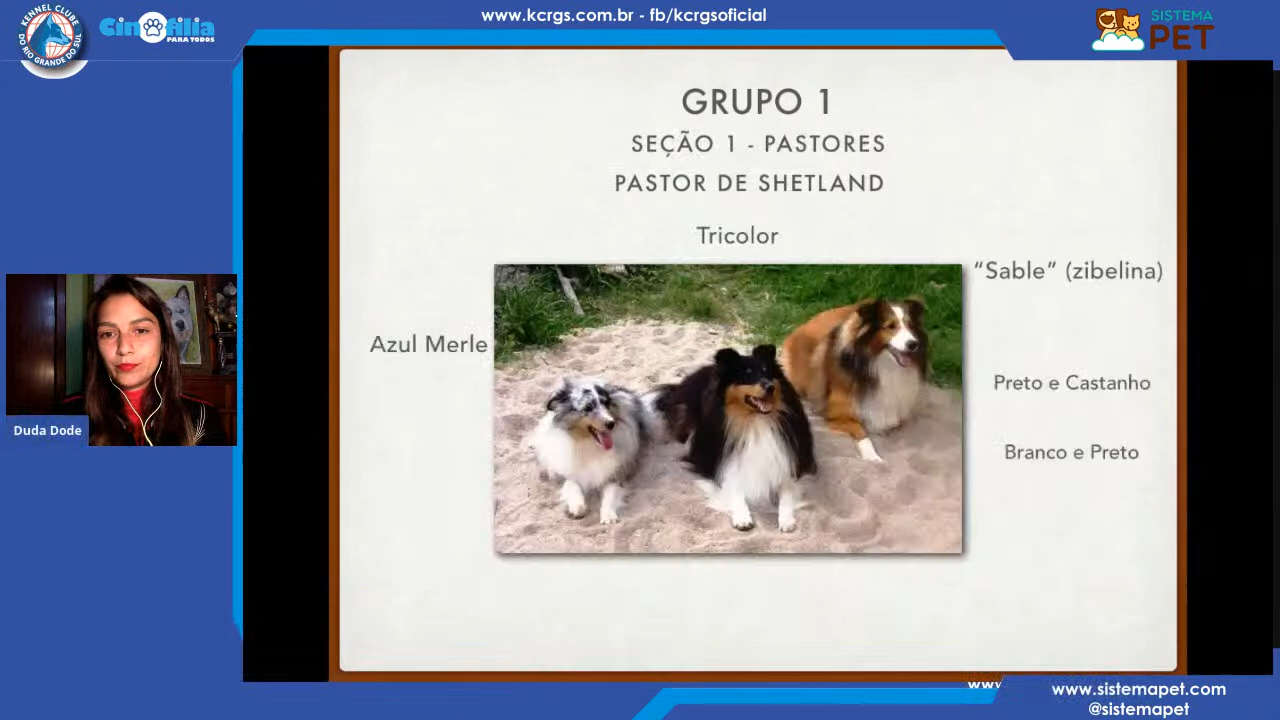 www.kcrgs.com.br - fb/kcrgsoficial
KENNEL CLUBE
DO RIO GRANDE DO SUL
Cinofilia
PARA TODOS
SISTEMA
PET
GRUPO 1
SEÇÃO 1 - PASTORES
PASTOR DE SHETLAND
Tricolor
“Sable” (zibelina)
Azul Merle
Preto e Castanho
Branco e Preto
Duda Dode
www
www.sistemapet.com
@sistemapet